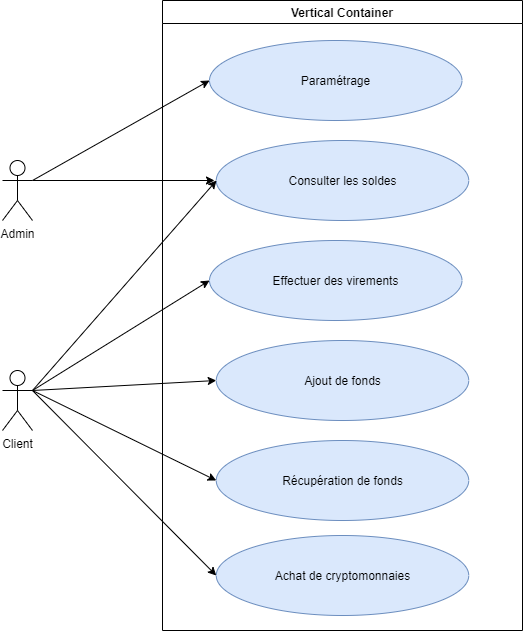 Vertical Container
Paramétrage
Consulter les soldes
Admin
Effectuer des virements
Ajout de fonds
Client
Récupération de fonds
Achat de cryptomonnaies